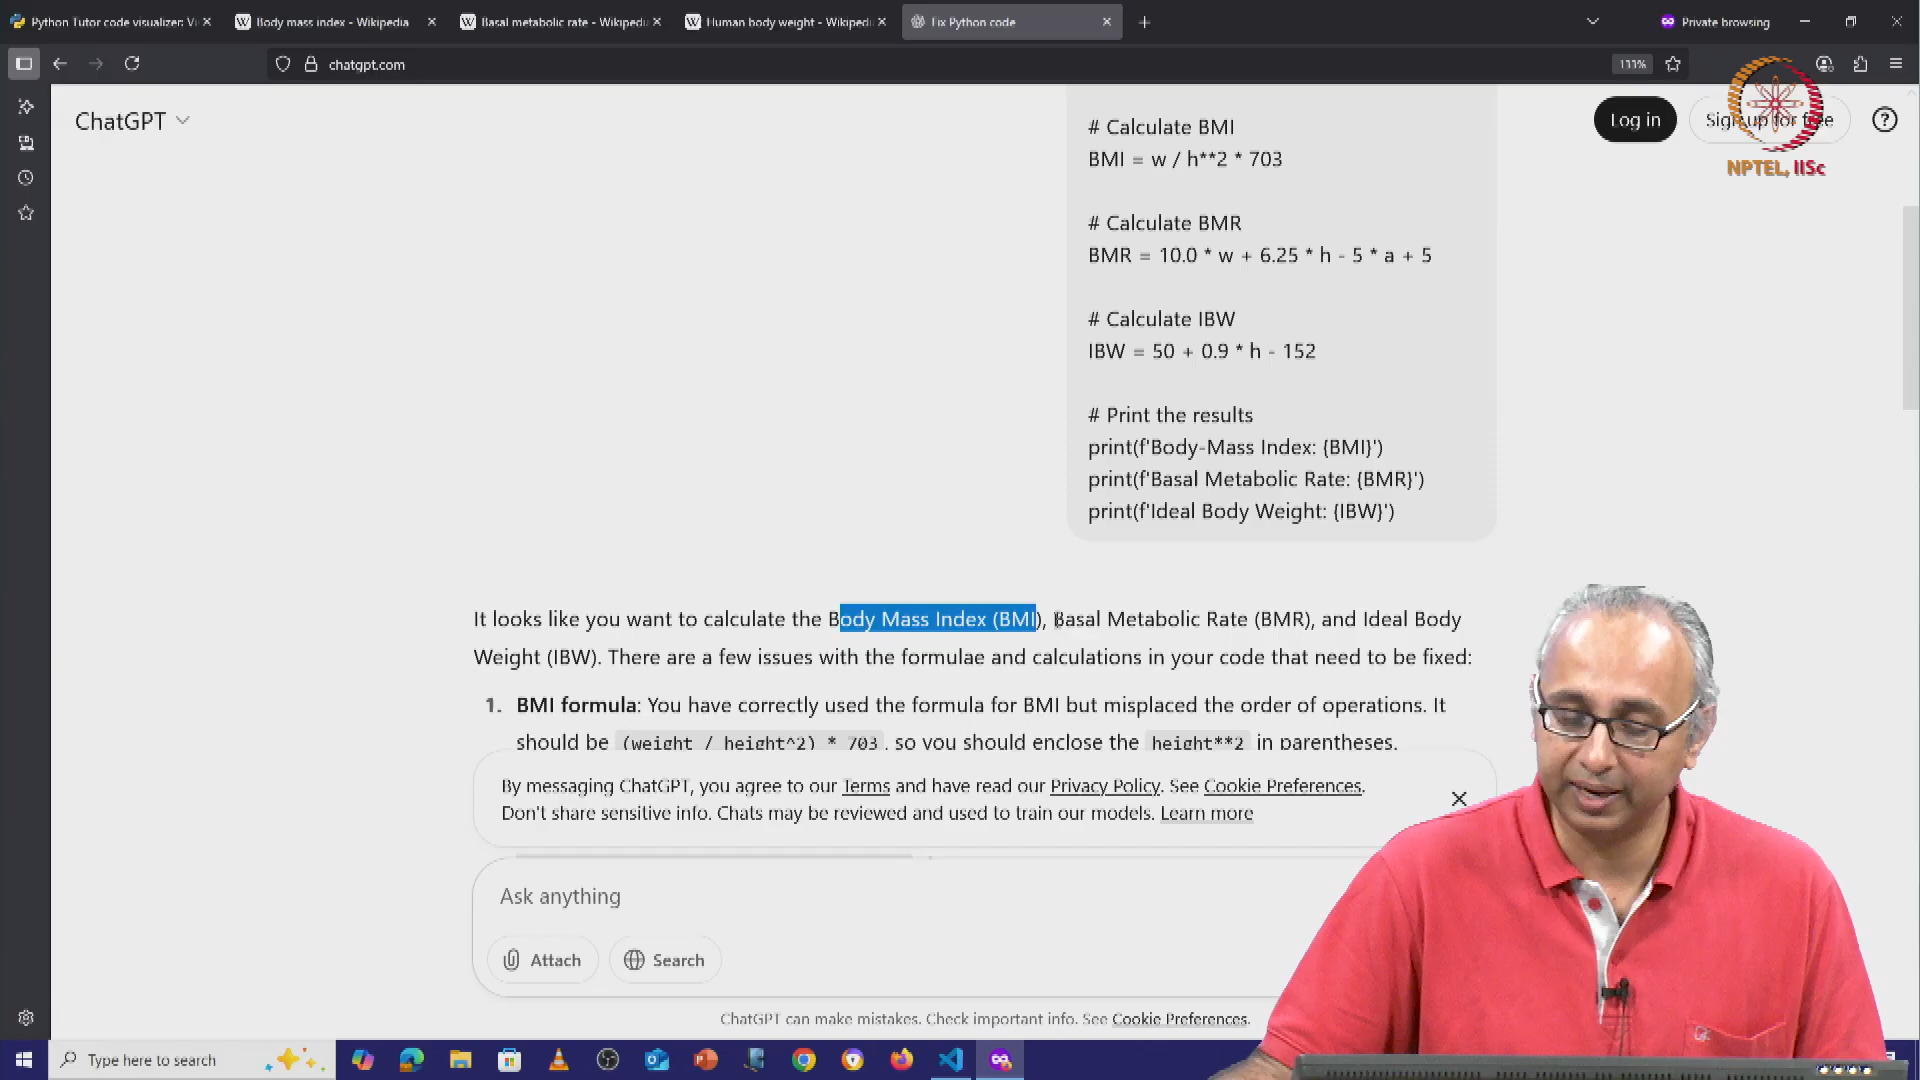 Python Tutor code visualizer: Vi
Body mass index - Wikipedia
Basal metabolic rate - Wikipedi
Human body weight - Wikipedi
Fix Python code
Private browsing
chatgpt.com
111%
ChatGPT
Log in
Sign up for free
NPTEL, IISc
# Calculate BMI
BMI = w / h**2 * 703
# Calculate BMR
BMR = 10.0 * w + 6.25 * h - 5 * a + 5
# Calculate IBW
IBW = 50 + 0.9 * h - 152
# Print the results
print(f'Body-Mass Index: {BMI}')
print(f'Basal Metabolic Rate: {BMR}')
print(f'Ideal Body Weight: {IBW}')
It looks like you want to calculate the Body Mass Index (BMI), Basal Metabolic Rate (BMR), and Ideal Body
Weight (IBW). There are a few issues with the formulae and calculations in your code that need to be fixed:
1. BMI formula: You have correctly used the formula for BMI but misplaced the order of operations. It
should be (weight / height^2) * 703, so you should enclose the height**2 in parentheses.
By messaging ChatGPT, you agree to our Terms and have read our Privacy Policy. See Cookie Preferences.
Don't share sensitive info. Chats may be reviewed and used to train our models. Learn more
Ask anything
Attach
Search
ChatGPT can make mistakes. Check important info. See Cookie Preferences.
Type here to search